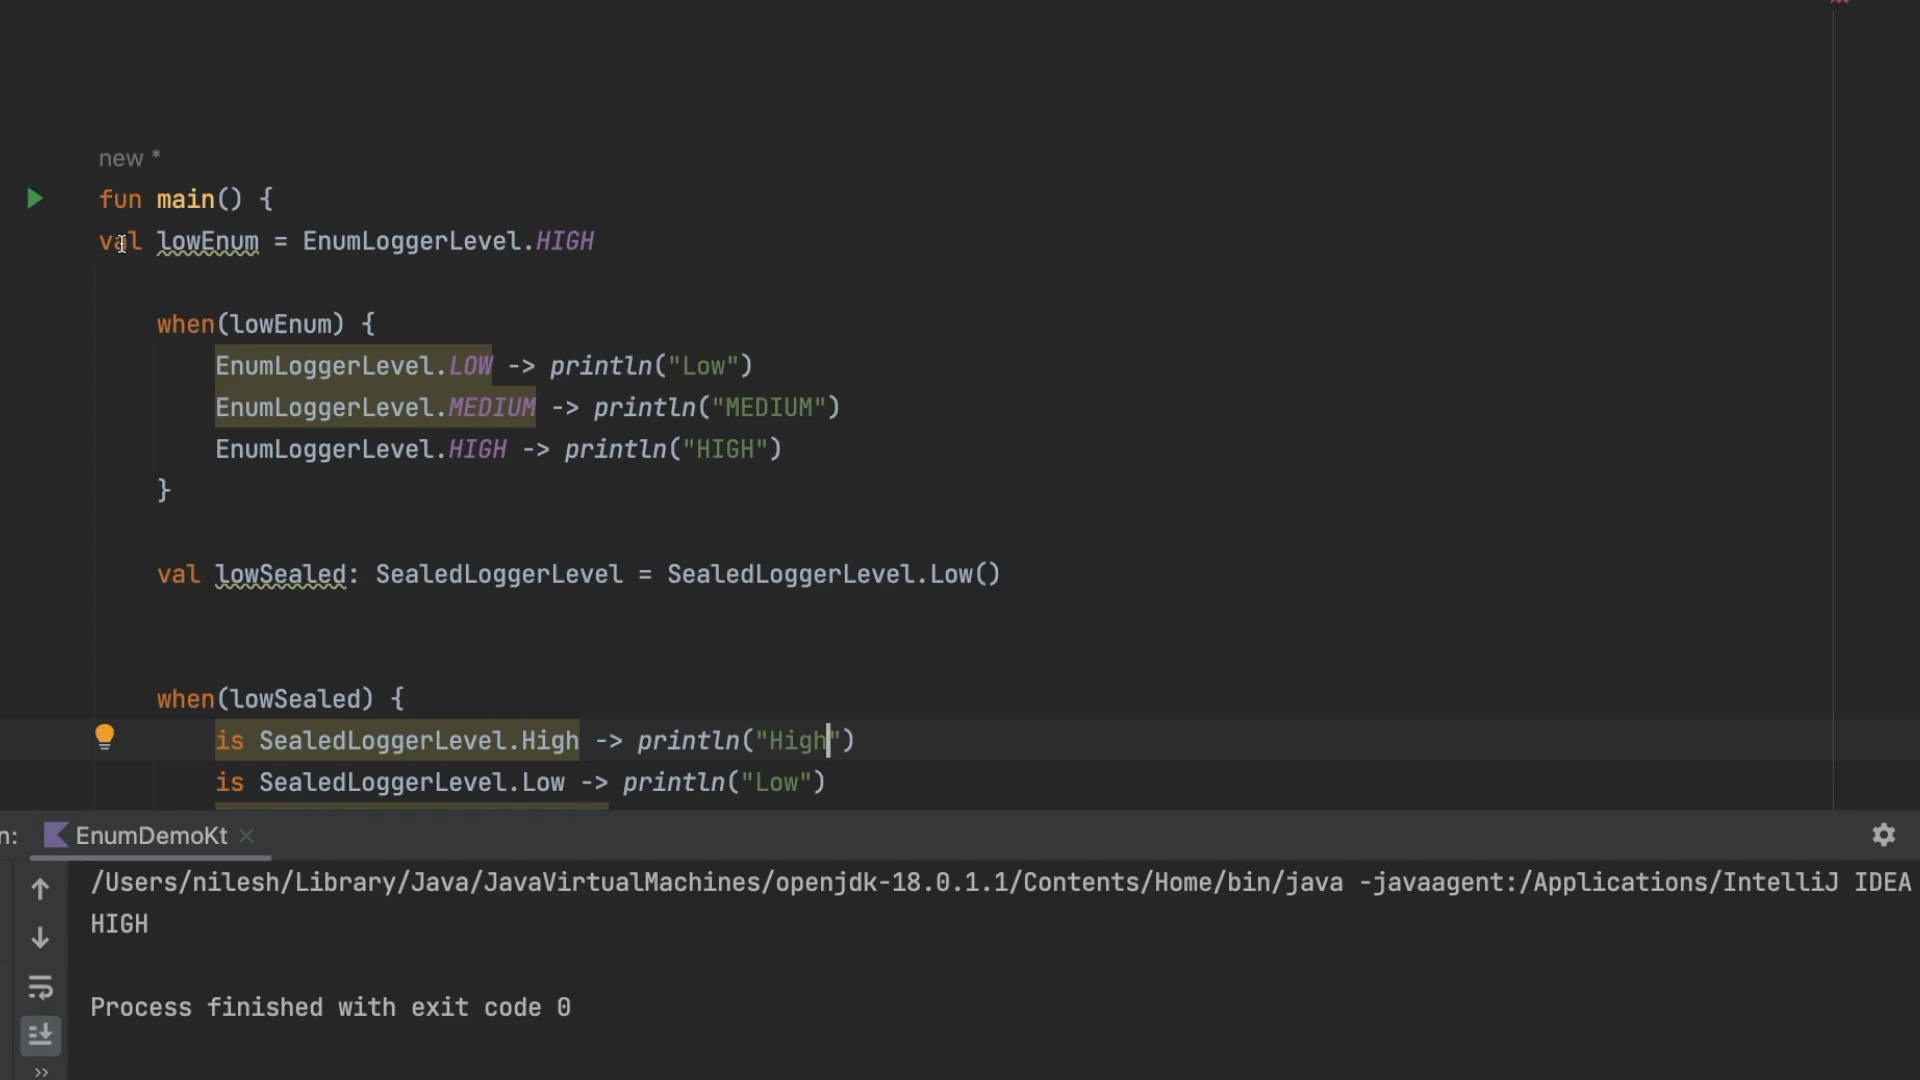 new *
fun main() {
val lowEnum = EnumLoggerLevel.HIGH
when(lowEnum) {
EnumLoggerLevel.LOW -> println("Low")
EnumLoggerLevel.MEDIUM -> println("MEDIUM")
EnumLoggerLevel.HIGH -> println("HIGH")
}
val lowSealed: SealedLoggerLevel = SealedLoggerLevel.Low()
when(lowSealed) {
is SealedLoggerLevel.High -> println("High")
is SealedLoggerLevel.Low -> println("Low")
n: EnumDemoKt
/Users/nilesh/Library/Java/JavaVirtualMachines/openjdk-18.0.1.1/Contents/Home/bin/java -javaagent:/Applications/IntelliJ IDEA
HIGH
Process finished with exit code 0